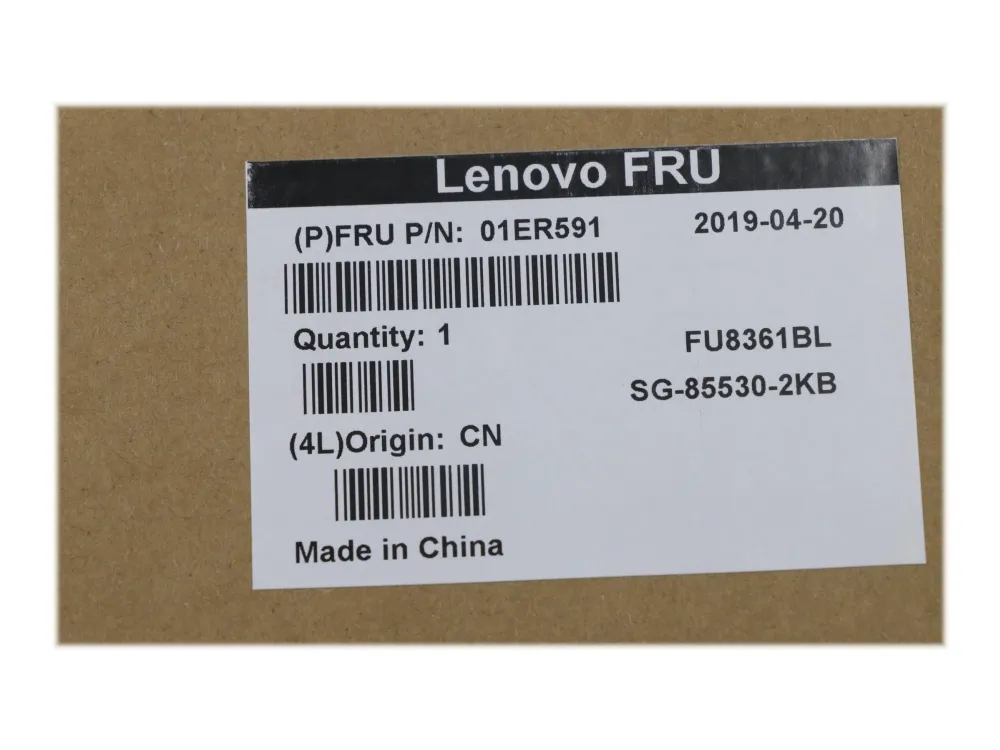 Lenovo FRU
(P)FRU P/N: 01ER591 2019-04-20
Quantity: 1 FU8361BL
SG-85530-2KB
(4L)Origin: CN
Made in China